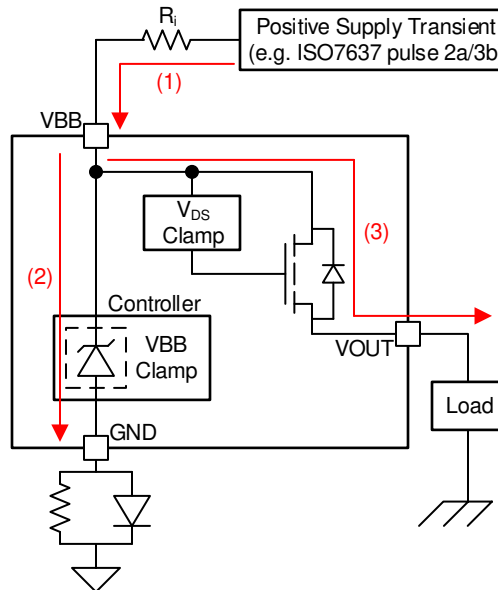 Ri
Positive Supply Transient
(e.g. ISO7637 pulse 2a/3b
(1)
VBB
VDS
Clamp
(3)
(2)
Controller
VBB
Clamp
VOUT
GND
Load